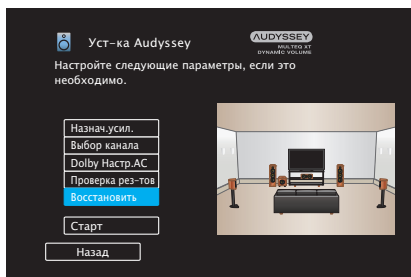 Уст-ка Audyssey
AUDYSSEY
MULTEQ XT
DYNAMIC VOLUME
Настройте следующие параметры, если это
необходимо.
Назнач.усил.
Выбор канала
Dolby Настр.АС
Проверка рез-тов
Восстановить
Старт
Назад